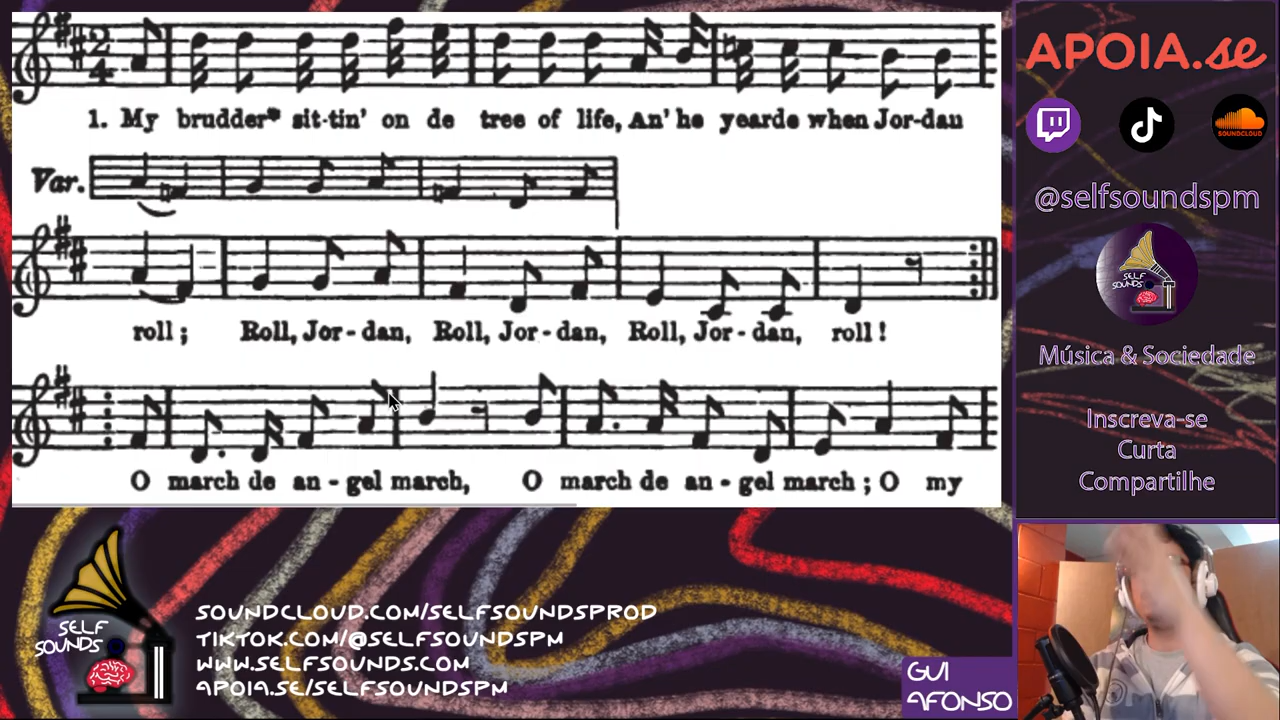 1. My brudder* sit-tin' on de tree of life, An' he yearde when Jor-dan
Var.
roll; Roll, Jor-dan, Roll, Jor-dan, Roll, Jor-dan, roll!
O march de an-gel march, O march de an-gel march; O my
APOIA.se
SOUNDCLOUD
@selfsoundspm
SELF
SOUNDS
Música & Sociedade
Inscreva-se
Curta
Compartilhe
SELF
SOUNDS
SOUNDCLOUD.COM/SELFSOUNDSPROD
TIKTOK.COM/@SELFSOUNDSPM
WWW.SELFSOUNDS.COM
APOIA.SE/SELFSOUNDSPM
GUI
AFONSO